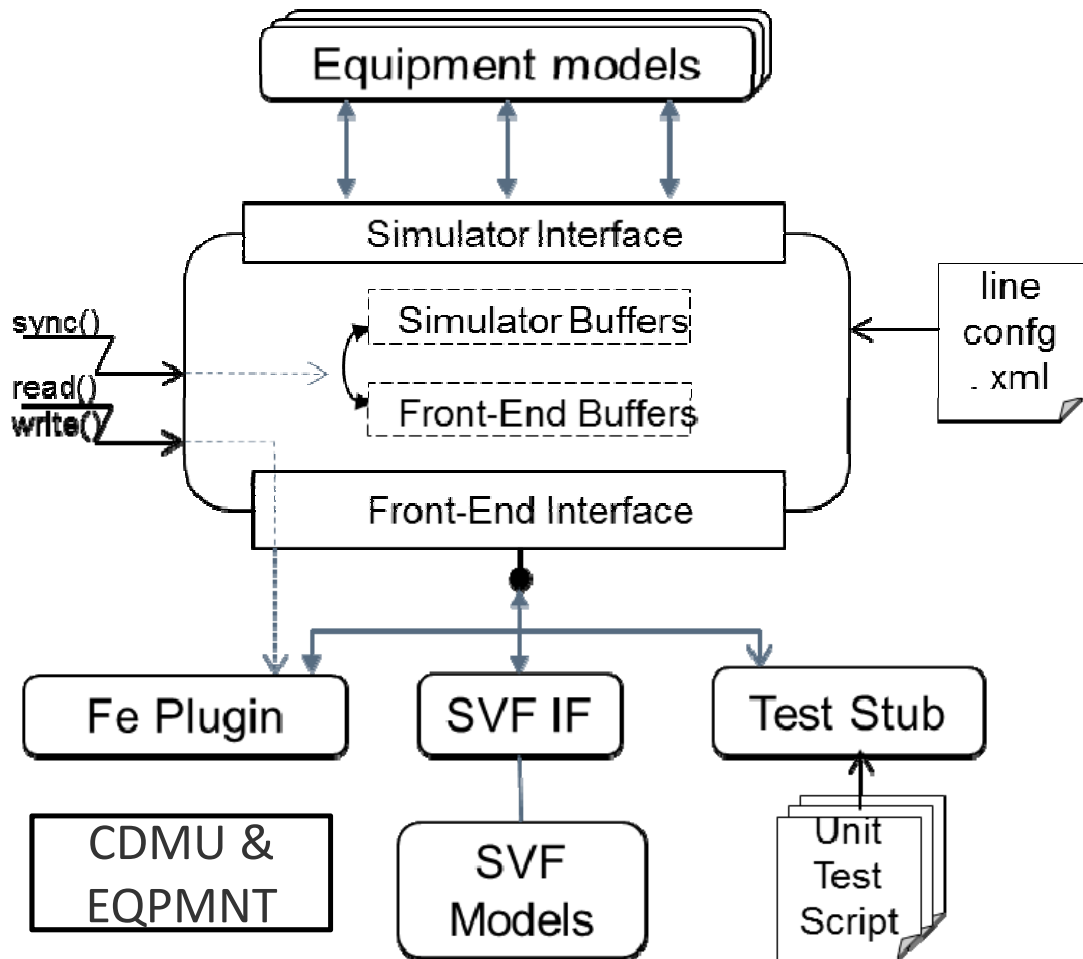 Equipment models
Simulator Interface
Simulator Buffers
Front-End Buffers
Front-End Interface
sync()
read()
write()
line
confg
. xml
Fe Plugin
SVF IF
Test Stub
CDMU &
EQPMNT
SVF
Models
Unit
Test
Script